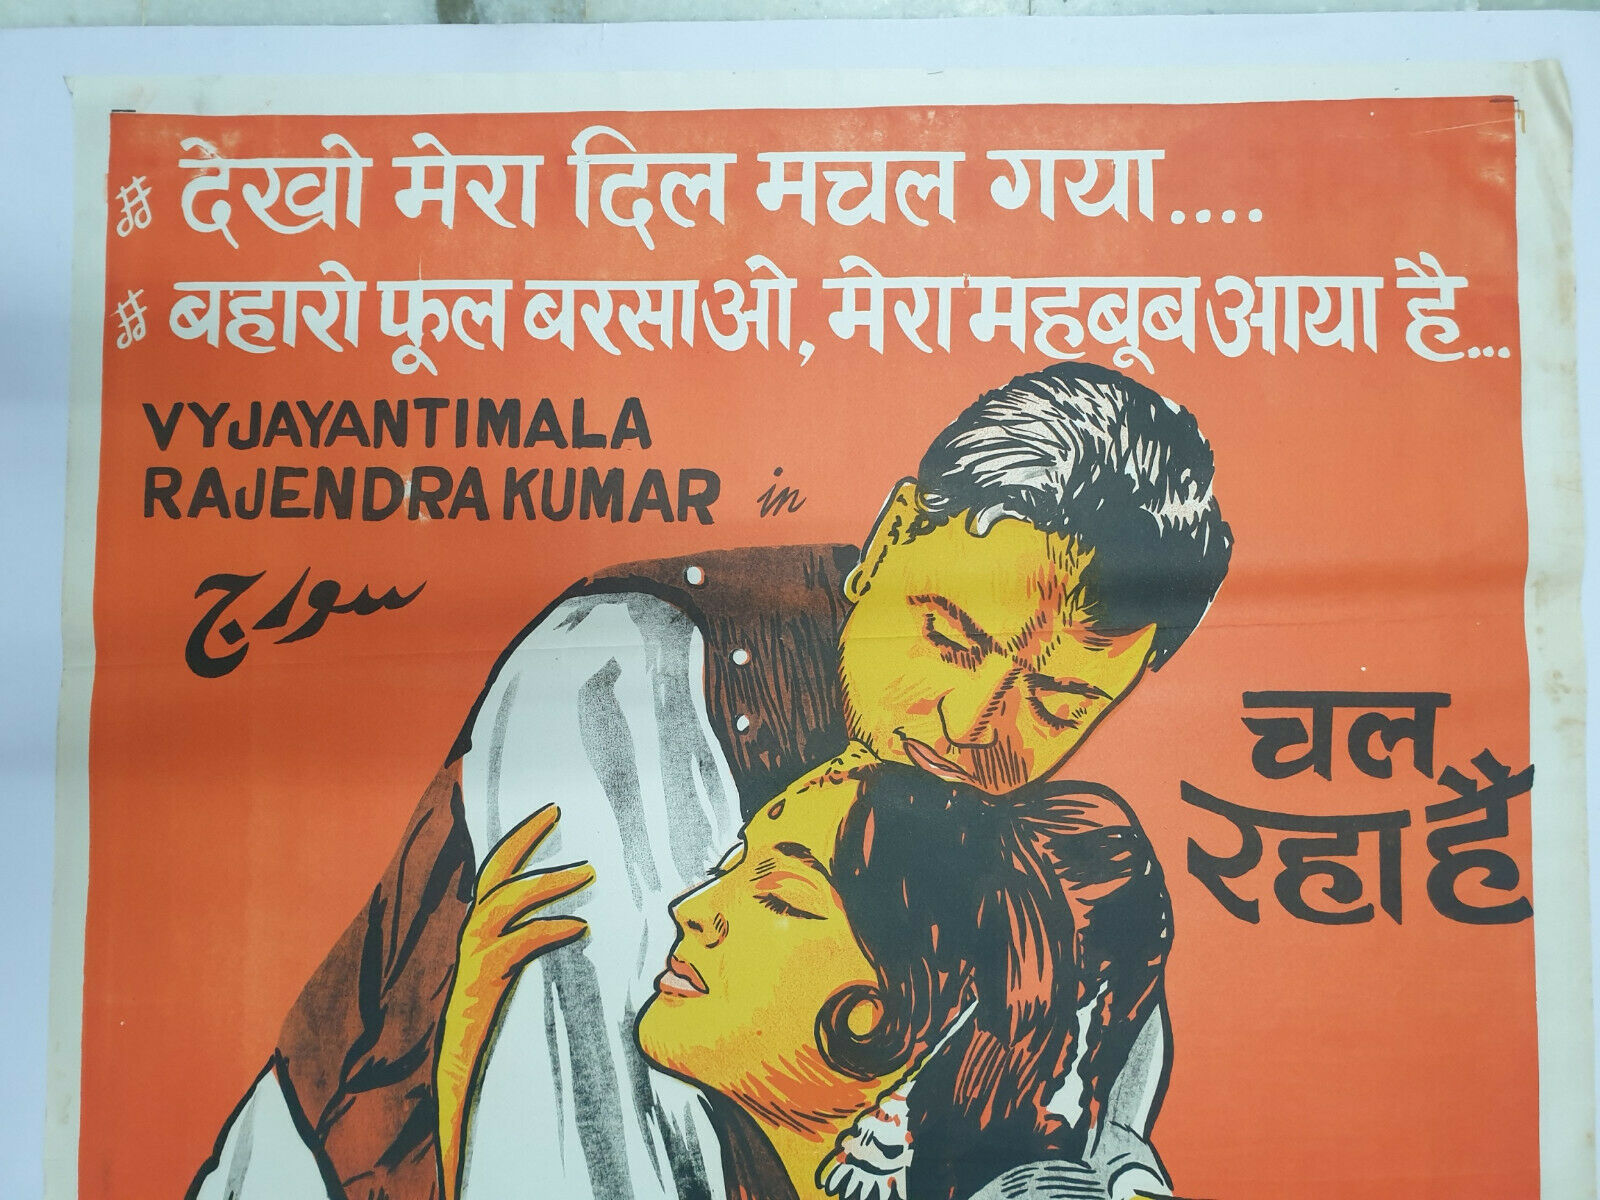 # देखो मेरा दिल मचल गया....
# बहारो फूल बरसाओ, मेरा महबूब आया है...
VYJAYANTIMALA
RAJENDRA KUMAR in
سورج
चल
रहा है